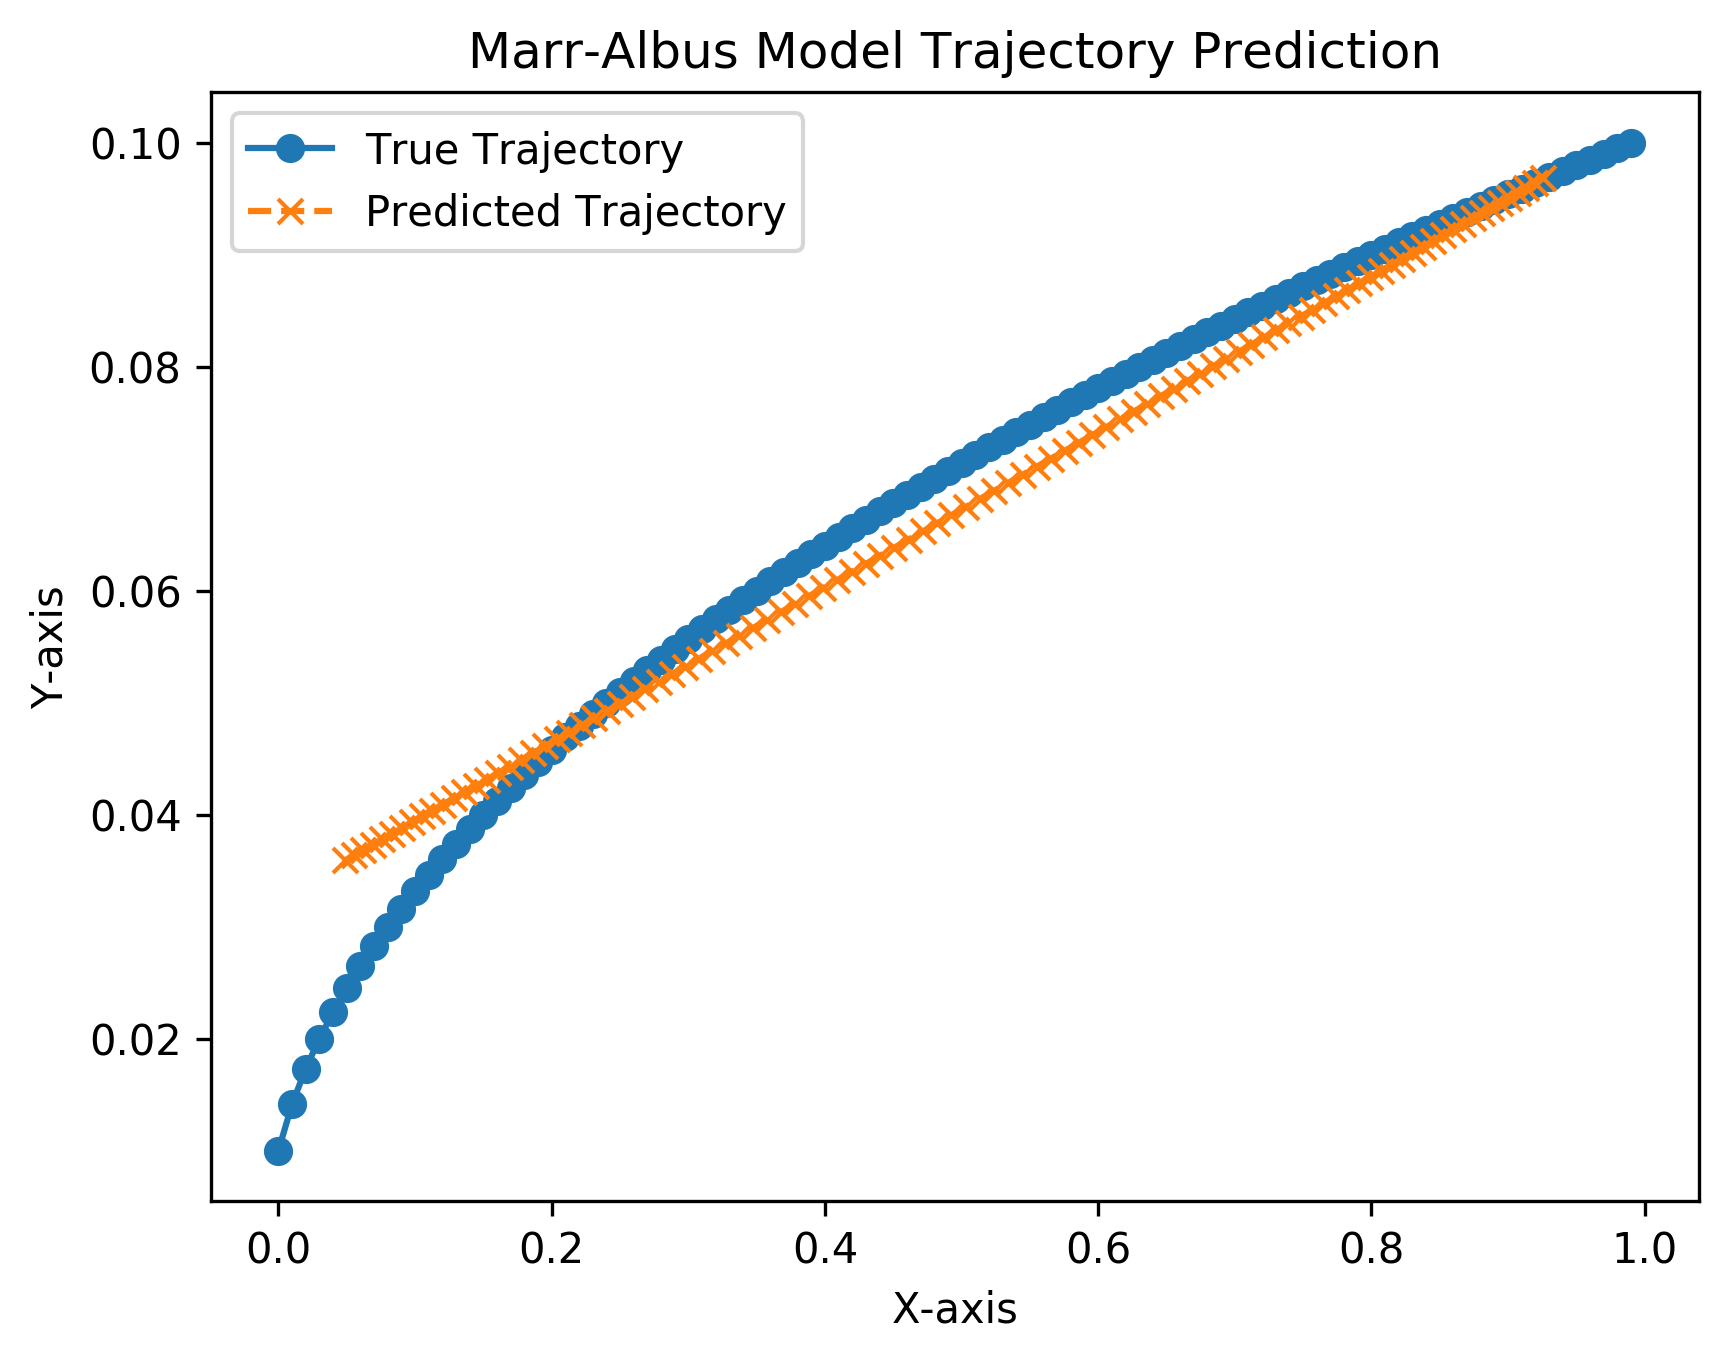 Marr-Albus Model Trajectory Prediction
True Trajectory
Predicted Trajectory
0.10
0.08
0.06
0.04
0.02
Y-axis
0.0 0.2 0.4 0.6 0.8 1.0
X-axis